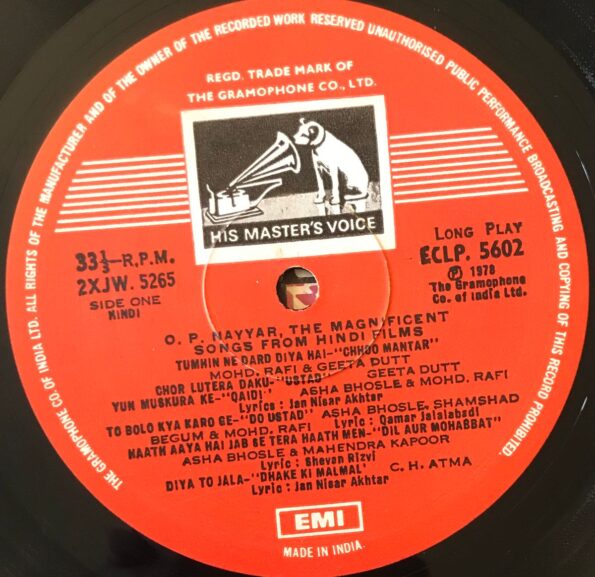 THE GRAMOPHONE CO OF INDIA LTD. ALL RIGHTS OF THE MANUFACTURER AND OF THE OWNER OF THE RECORDED WORK RESERVED UNAUTHORISED PUBLIC PERFORMANCE BROADCASTING AND COPYING OF THIS RECORD PROHIBITED.
REGD. TRADE MARK OF
THE GRAMOPHONE CO., LTD.
HIS MASTER'S VOICE
33⅓-R.P.M.
2XJW. 5265
SIDE ONE
HINDI
LONG PLAY
ECLP. 5602
Ⓟ 1978
The Gramophone
Co. of India Ltd.
O. P. NAYYAR, THE MAGNIFICENT
SONGS FROM HINDI FILMS
TUMHIN NE DARD DIYA HAI-"CHHOO MANTAR"
MOHD. RAFI & GEETA DUTT
CHOR LUTERA DAKU-"USTAD" GEETA DUTT
YUN MUSKURA KE-"QAIDI" ASHA BHOSLE & MOHD. RAFI
Lyrics : Jan Nisar Akhtar
TO BOLO KYA KARO GE-"DO USTAD" ASHA BHOSLE, SHAMSHAD
BEGUM & MOHD. RAFI Lyric : Qamar Jalalabadi
HAATH AAYA HAI JAB SE TERA HAATH MEN-"DIL AUR MOHABBAT"
ASHA BHOSLE & MAHENDRA KAPOOR
Lyric : Shevan Rizvi
DIYA TO JALA-"DHAKE KI MALMAL' C. H. ATMA
Lyric : Jan Nisar Akhtar
EMI
MADE IN INDIA